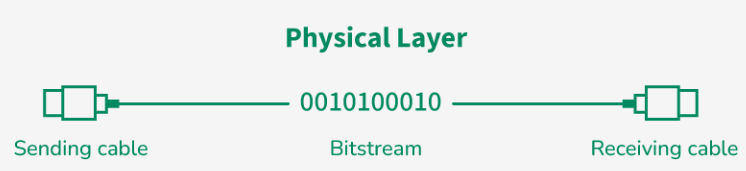 Physical Layer
0010100010
Sending cable
Bitstream
Receiving cable